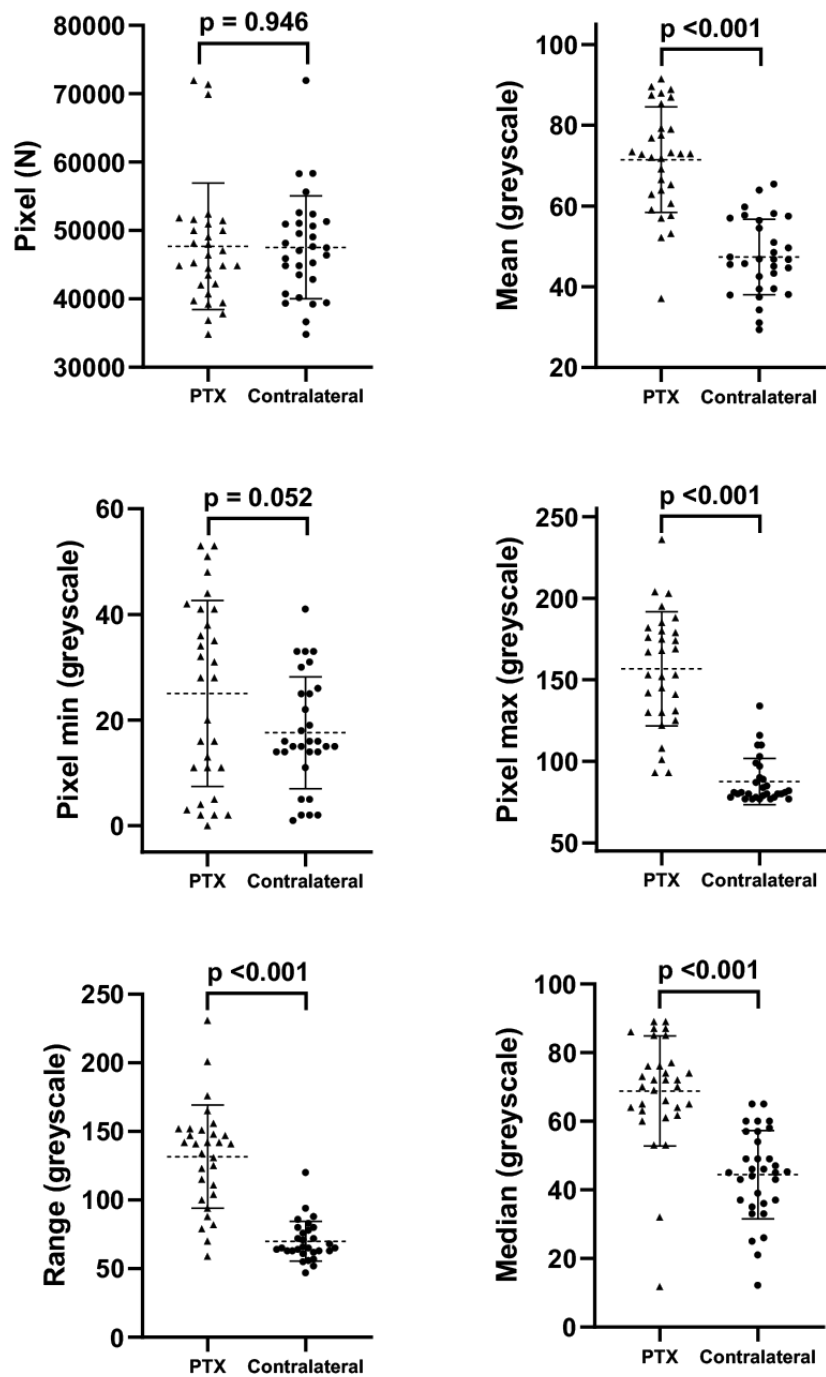 p = 0.946
Pixel (N)
80000
70000
60000
50000
40000
30000
PTX
Contralateral
p <0.001
Mean (greyscale)
100
80
60
40
20
PTX
Contralateral
p = 0.052
Pixel min (greyscale)
60
40
20
0
PTX
Contralateral
p <0.001
Pixel max (greyscale)
250
200
150
100
50
PTX
Contralateral
p <0.001
Range (greyscale)
250
200
150
100
50
0
PTX
Contralateral
p <0.001
Median (greyscale)
100
80
60
40
20
0
PTX
Contralateral